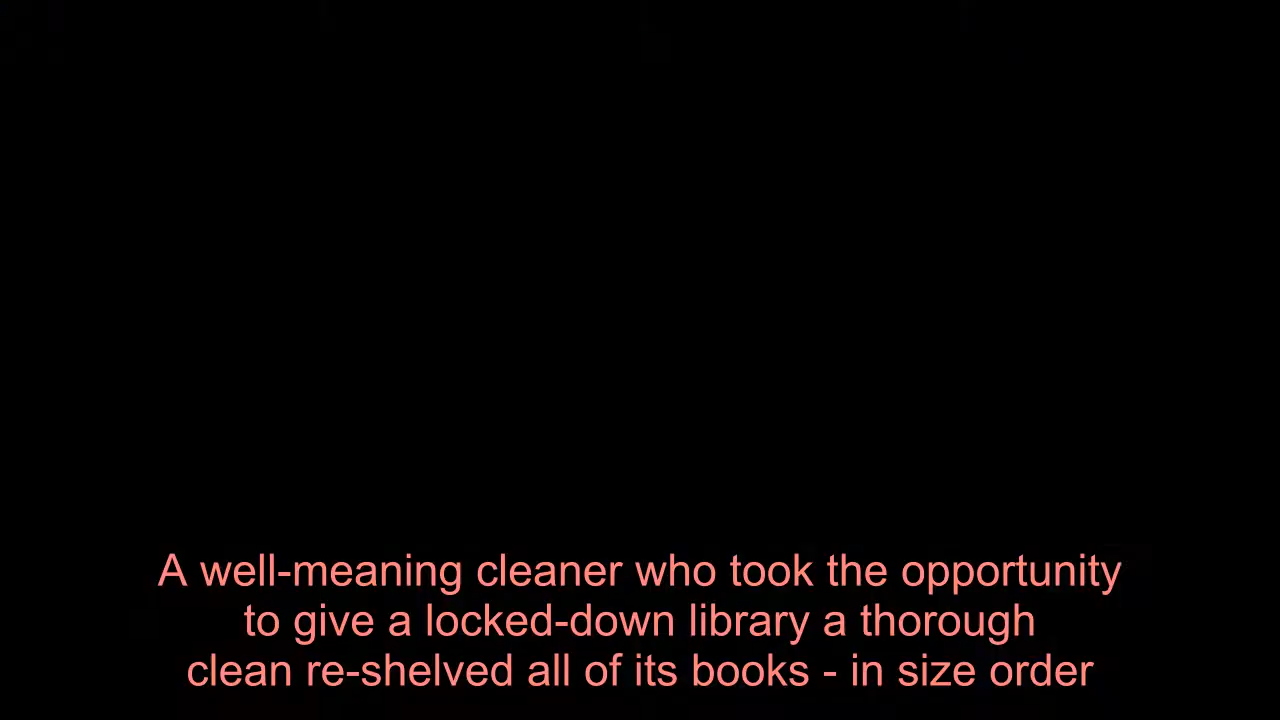 A well-meaning cleaner who took the opportunity
to give a locked-down library a thorough
clean re-shelved all of its books - in size order